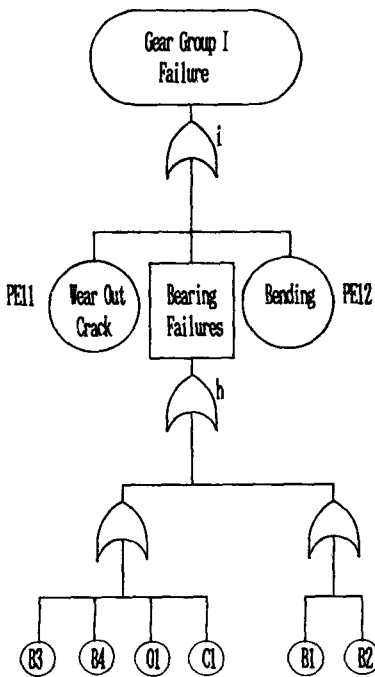 Gear Group I
Failure
i
PE11
Wear Out
Crack
Bearing
Failures
Bending
PE12
h
B3
B4
O1
C1
B1
B2